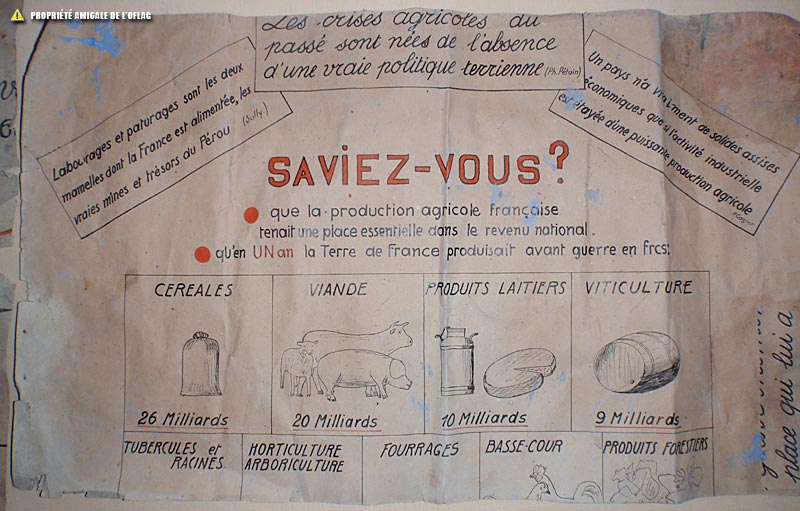 PROPRIÉTÉ AMICALE DE L'OFLAG
Les crises agricoles du
passé sont nées de l'absence
d'une vraie politique terrienne (Ph. Pétain)
Labourages et paturages sont les deux
mamelles dont la France est alimentée, les
vraies mines et trésors du Pérou (Sully.)
Un pays n'a vraiment de solides assises
économiques que si l'activité industrielle
est étayée d'une puissante production agricole
SAVIEZ-VOUS?
que la production agricole française
tenait une place essentielle dans le revenu national.
qu'en UN an la Terre de France produisait avant guerre en frcs:
CEREALES
VIANDE
PRODUITS LAITIERS
VITICULTURE
26 Milliards
20 Milliards
10 Milliards
9 Milliards
TUBERCULES et
RACINES
HORTICULTURE
ARBORICULTURE
FOURRAGES
BASSE-COUR
PRODUITS FORESTIERS
place qui lui a